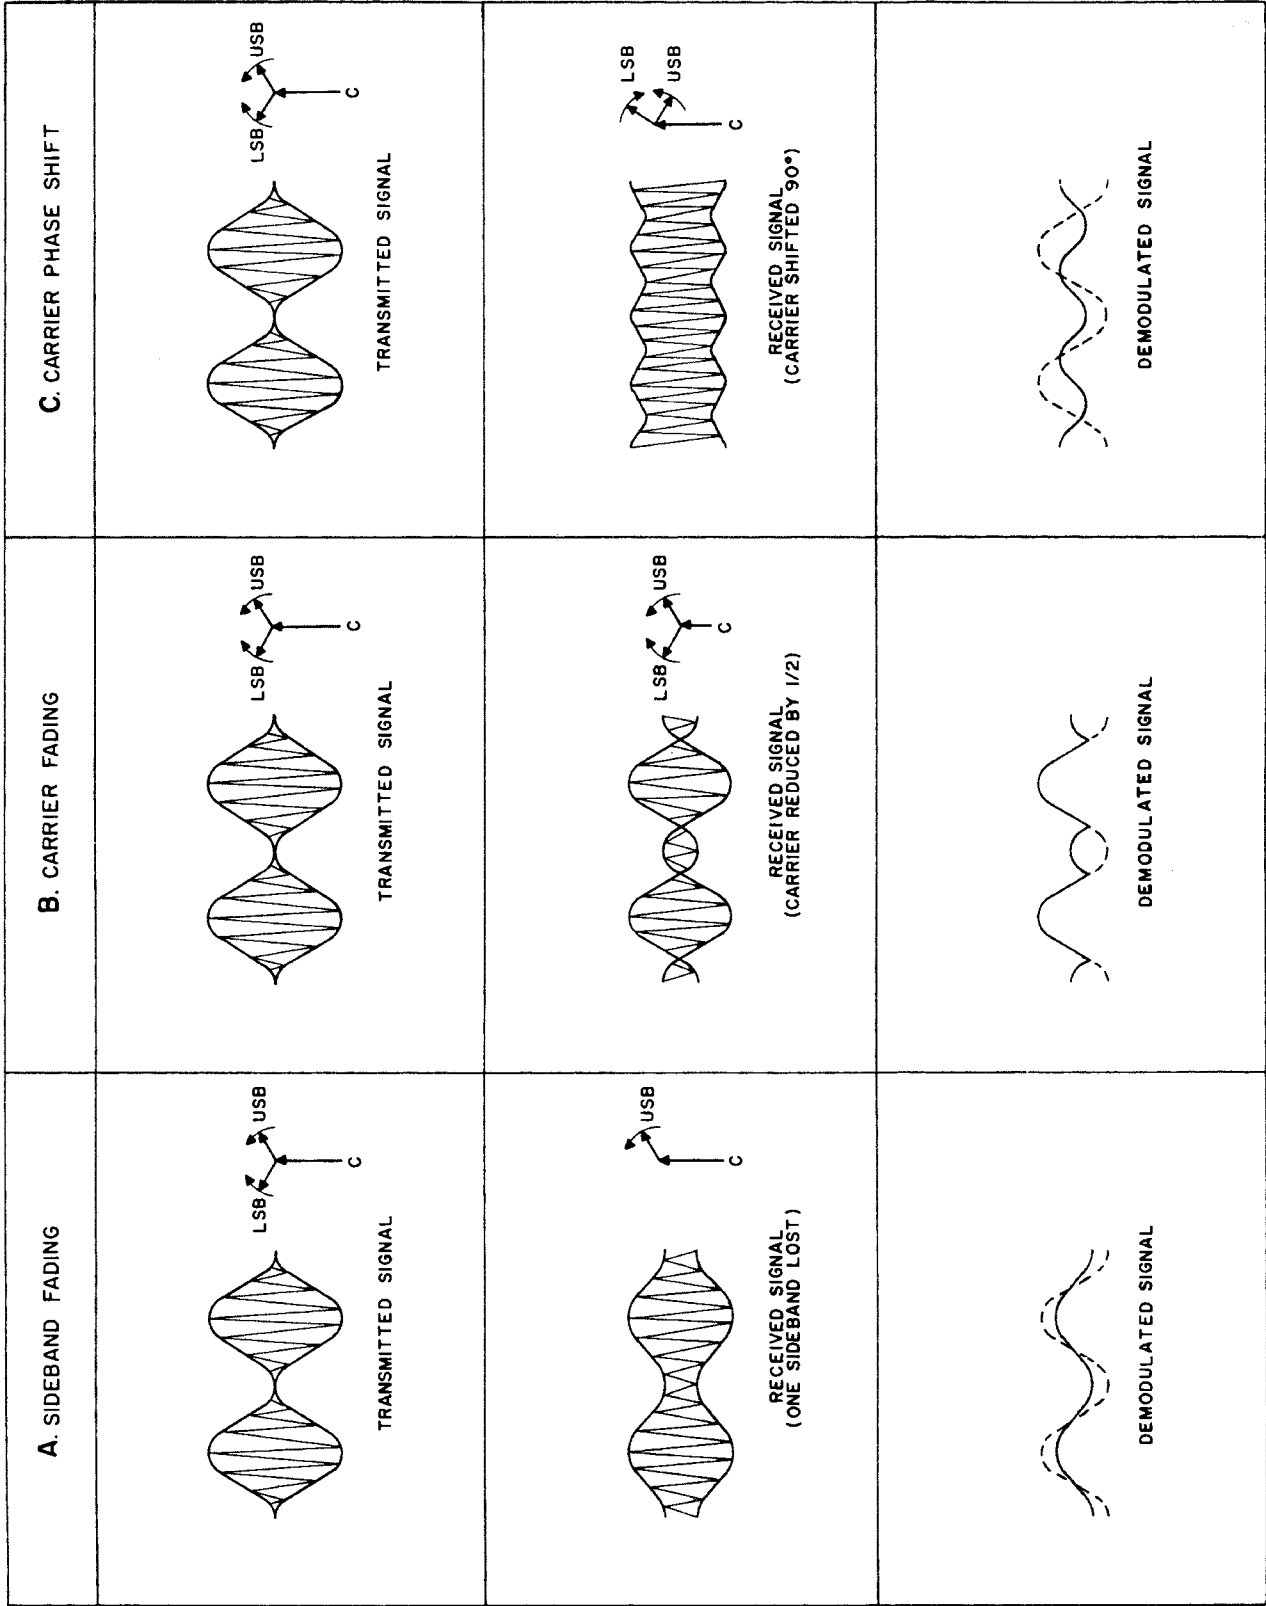 A. SIDEBAND FADING
LSB
USB
C
TRANSMITTED SIGNAL
USB
C
RECEIVED SIGNAL
(ONE SIDEBAND LOST)
DEMODULATED SIGNAL
B. CARRIER FADING
LSB
USB
C
TRANSMITTED SIGNAL
LSB
USB
C
RECEIVED SIGNAL
(CARRIER REDUCED BY 1/2)
DEMODULATED SIGNAL
C. CARRIER PHASE SHIFT
LSB
USB
C
TRANSMITTED SIGNAL
LSB
USB
C
RECEIVED SIGNAL
(CARRIER SHIFTED 90°)
DEMODULATED SIGNAL